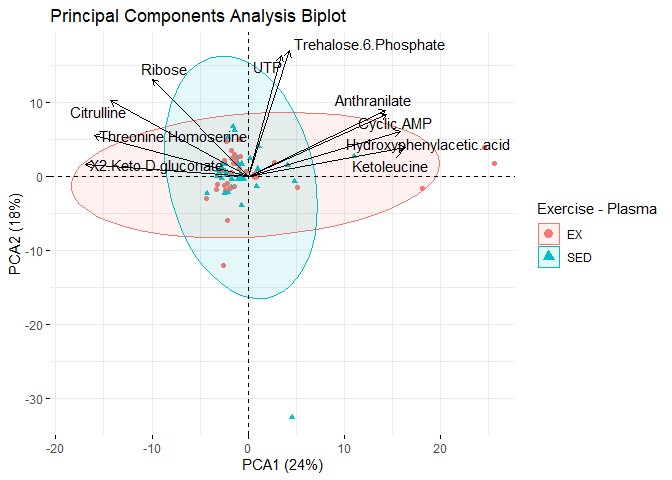 Principal Components Analysis Biplot
Trehalose.6.Phosphate
UTP
Ribose
Anthranilate
Citrulline
Cyclic.AMP
Threonine.Homoserine
Hydroxyphenylacetic.acid
X2.Keto.D.gluconate
Ketoleucine
10
0
-10
-20
-30
-20
-10
0
10
20
PCA1 (24%)
PCA2 (18%)
Exercise - Plasma
EX
SED